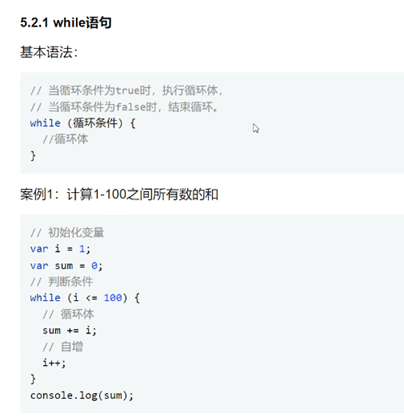 5.2.1 while语句
基本语法：
// 当循环条件为true时，执行循环体，
// 当循环条件为false时，结束循环。
while (循环条件) {
  //循环体
}
案例1：计算1-100之间所有数的和
// 初始化变量
var i = 1;
var sum = 0;
// 判断条件
while (i <= 100) {
  // 循环体
  sum += i;
  // 自增
  i++;
}
console.log(sum);